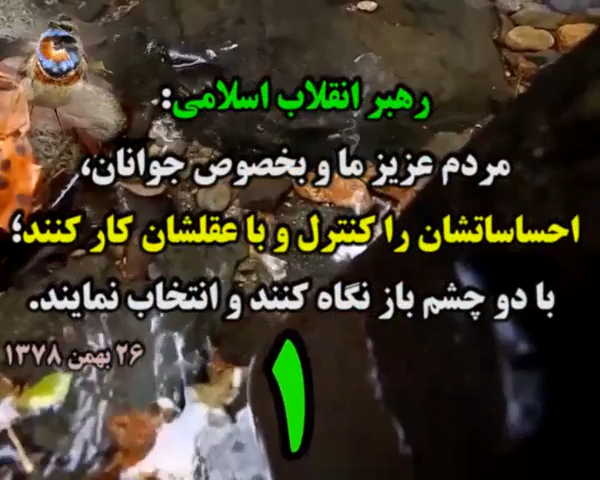 رهبر انقلاب اسلامی:
مردم عزیز ما و بخصوص جوانان،
احساساتشان را کنترل و با عقلشان کار کنند؛
با دو چشم باز نگاه کنند و انتخاب نمایند.
۲۶ بهمن ۱۳۷۸
۱